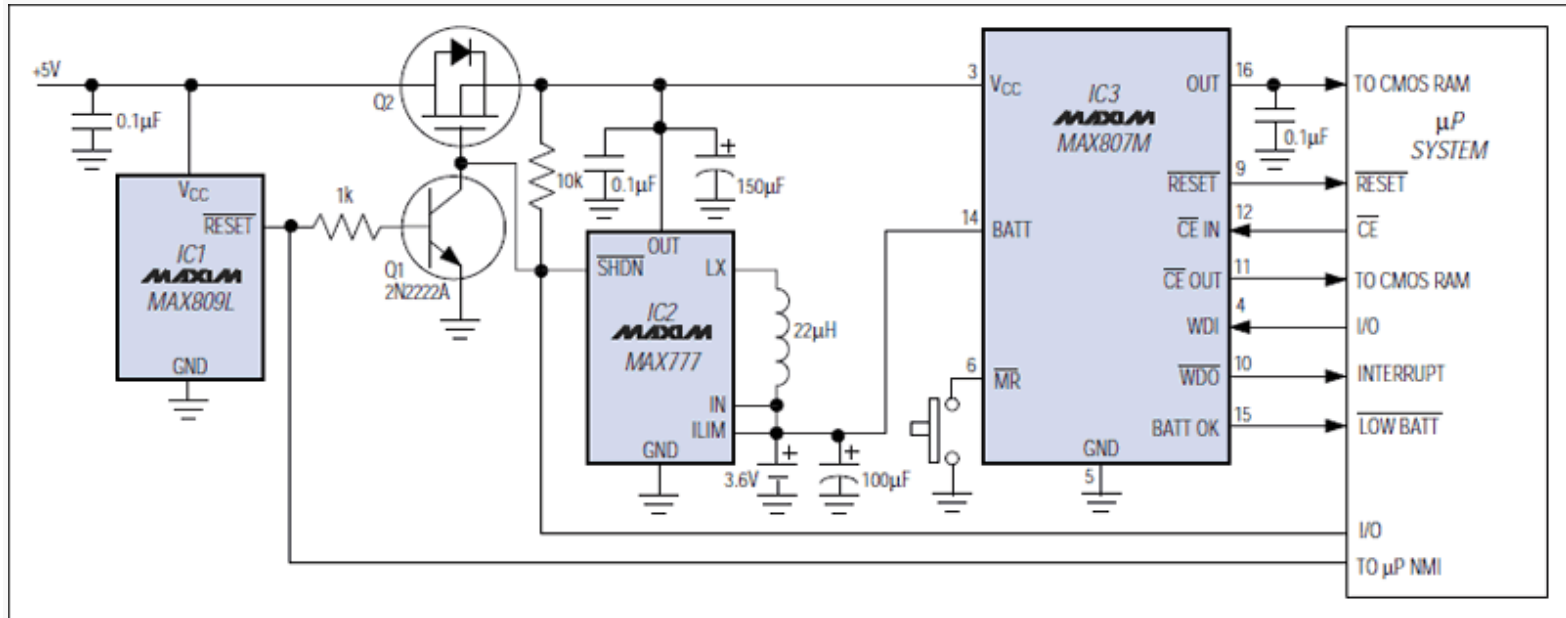 +5V
0.1µF
Q2
VCC
RESET
IC1
MAXIM
MAX809L
GND
1k
Q1
2N2222A
10k
0.1µF
150µF
OUT
SHDN
LX
IC2
MAXIM
MAX777
22µH
IN
ILIM
GND
3.6V
100µF
3
VCC
IC3
MAXIM
MAX807M
OUT
16
RESET
9
14
BATT
CE IN
12
CE OUT
11
WDI
4
6
MR
WDO
10
BATT OK
15
GND
5
0.1µF
TO CMOS RAM
µP
SYSTEM
RESET
CE
TO CMOS RAM
I/O
INTERRUPT
LOW BATT
I/O
TO µP NMI